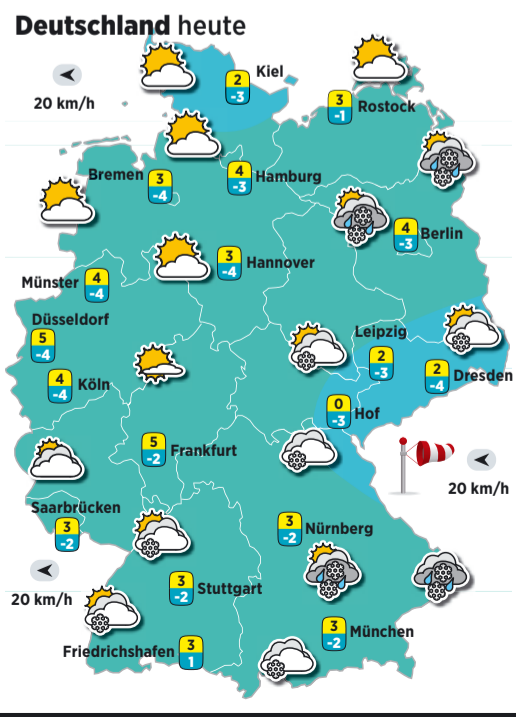 Deutschland heute
Kiel
2
-3
20 km/h
3
-1
Rostock
Bremen
3
-4
4
-3
Hamburg
4
-3
Berlin
3
-4
Hannover
Münster
4
-4
Düsseldorf
5
-4
Leipzig
2
-3
2
-4
Dresden
4
-4
Köln
0
-3
Hof
5
-2
Frankfurt
20 km/h
Saarbrücken
3
-2
3
-2
Nürnberg
20 km/h
3
-2
Stuttgart
3
-2
München
Friedrichshafen
3
1